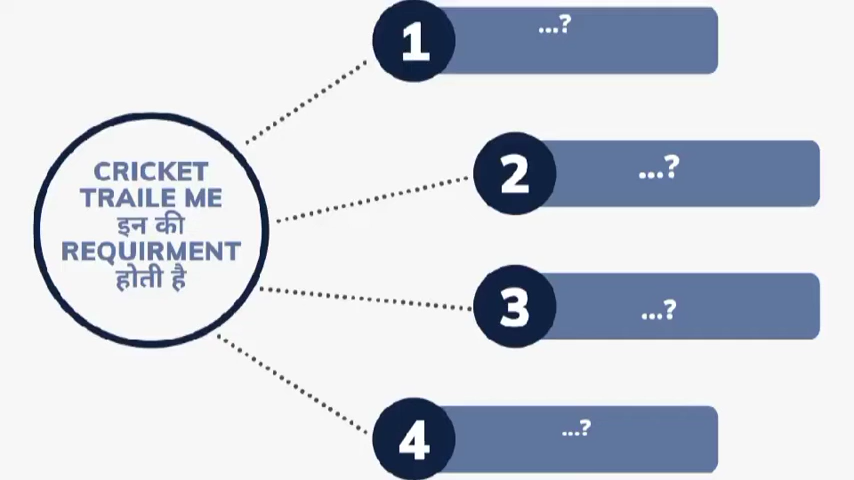 CRICKET
TRAILE ME
इन की
REQUIRMENT
होती है
1
...?
2
...?
3
...?
4
...?